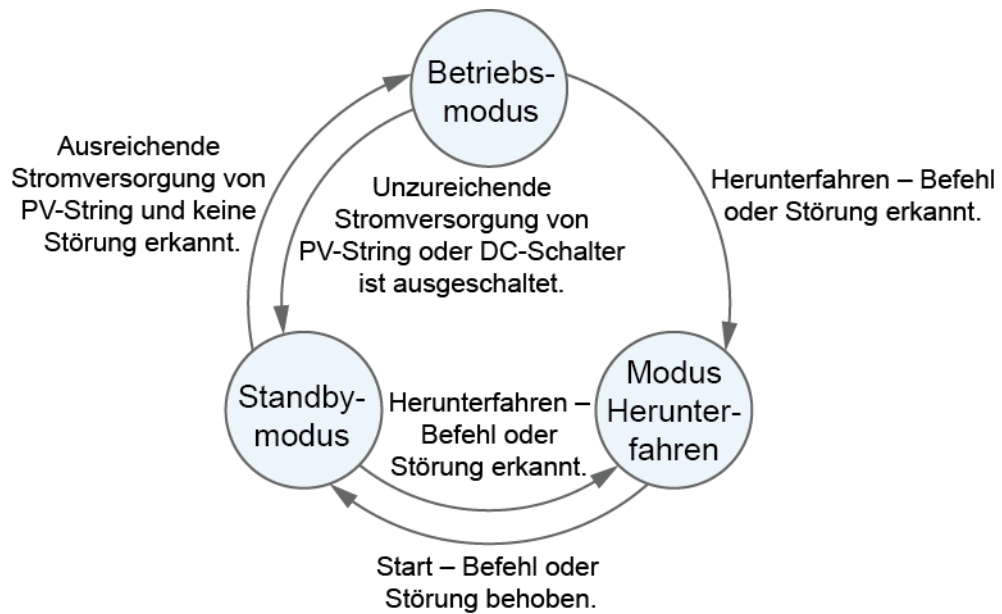 Betriebs-
modus
Ausreichende
Stromversorgung von
PV-String und keine
Störung erkannt.
Unzureichende
Stromversorgung von
PV-String oder DC-Schalter
ist ausgeschaltet.
Herunterfahren – Befehl
oder Störung erkannt.
Standby-
modus
Herunterfahren –
Befehl oder
Störung erkannt.
Modus
Herunter-
fahren
Start – Befehl oder
Störung behoben.